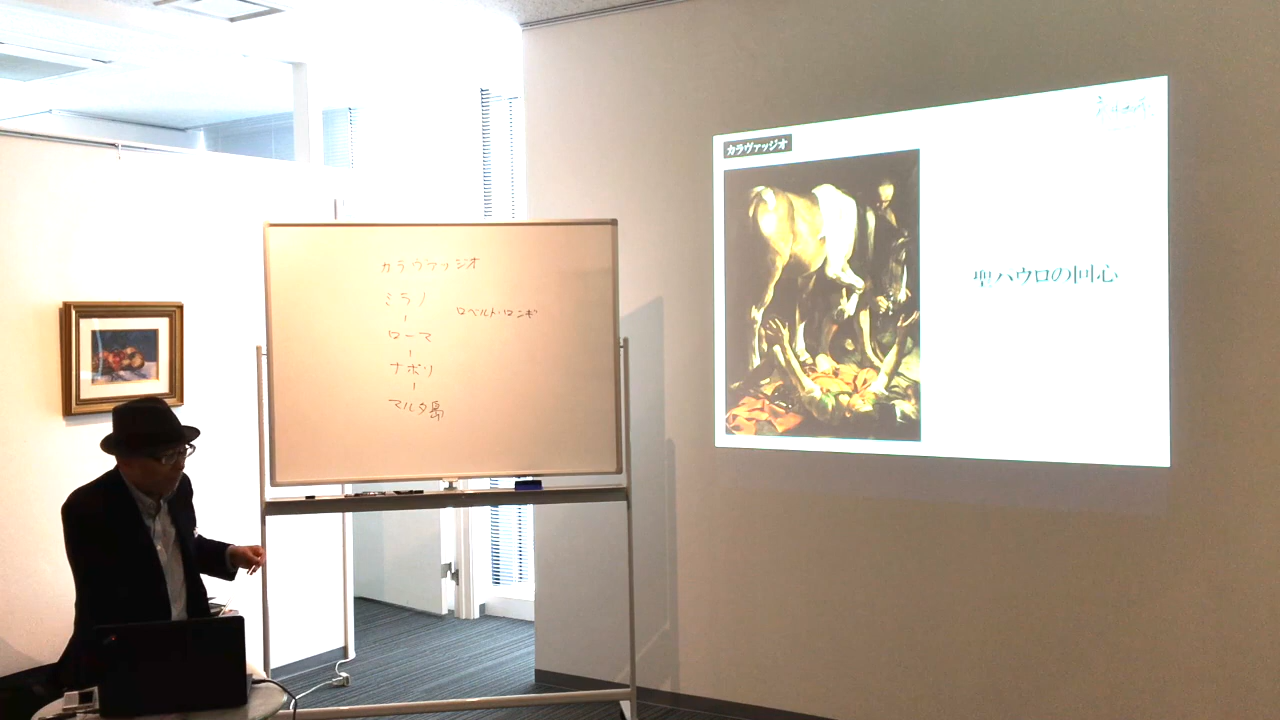 カラヴァッジオ
ミラノ
ロベルト・ロンギ
ローマ
ナポリ
マルタ島
カラヴァッジオ
聖パウロの回心